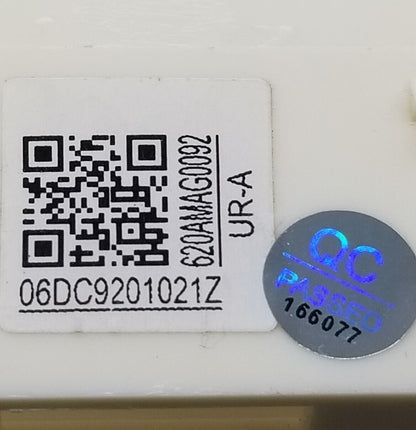 620AMAG0092
UR-A
06DC9201021Z
QC
PASSED
166077